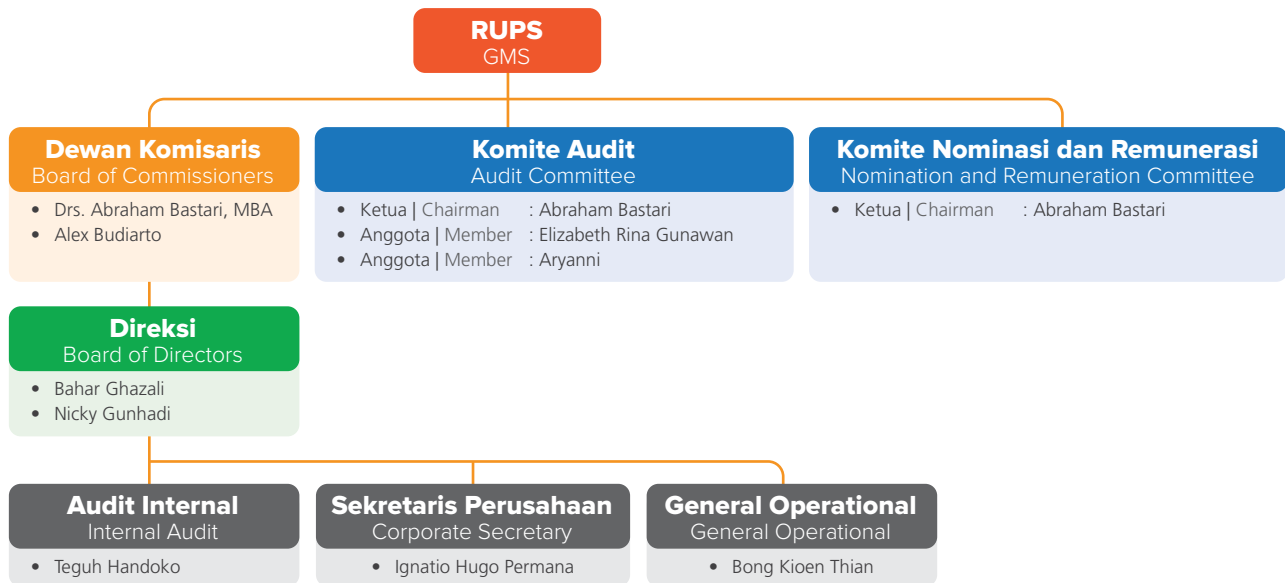 RUPS
GMS
Dewan Komisaris
Board of Commissioners
• Drs. Abraham Bastari, MBA
• Alex Budiarto
Komite Audit
Audit Committee
• Ketua | Chairman : Abraham Bastari
• Anggota | Member : Elizabeth Rina Gunawan
• Anggota | Member : Aryanni
Komite Nominasi dan Remunerasi
Nomination and Remuneration Committee
• Ketua | Chairman : Abraham Bastari
Direksi
Board of Directors
• Bahar Ghazali
• Nicky Gunhadi
Audit Internal
Internal Audit
• Teguh Handoko
Sekretaris Perusahaan
Corporate Secretary
• Ignatio Hugo Permana
General Operational
General Operational
• Bong Kioen Thian